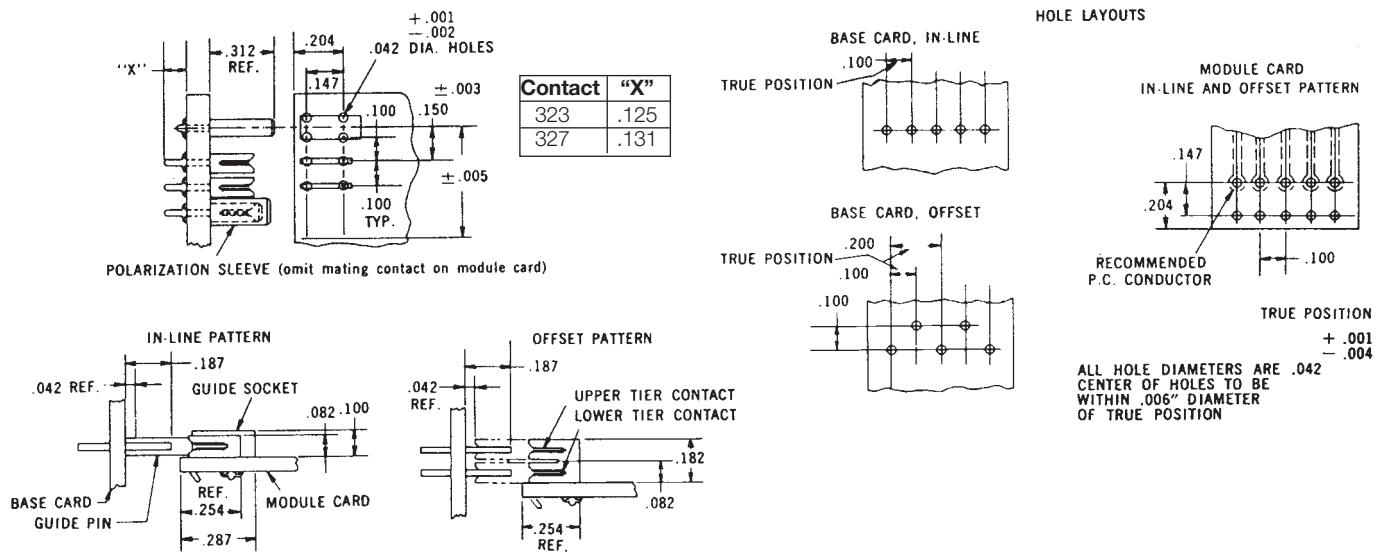 HOLE LAYOUTS
+ .001
− .002
.204
.042 DIA. HOLES
.312
REF.
"X"
.147
± .003
.100
.150
± .005
.100
TYP.
POLARIZATION SLEEVE (omit mating contact on module card)
Contact "X"
323 .125
327 .131
BASE CARD, IN-LINE
.100
TRUE POSITION
BASE CARD, OFFSET
.200
TRUE POSITION
.100
.100
MODULE CARD
IN-LINE AND OFFSET PATTERN
.147
.204
.100
RECOMMENDED
P.C. CONDUCTOR
TRUE POSITION
+ .001
− .004
ALL HOLE DIAMETERS ARE .042
CENTER OF HOLES TO BE
WITHIN .006" DIAMETER
OF TRUE POSITION
IN-LINE PATTERN
.187
.042 REF.
GUIDE SOCKET
.082 .100
BASE CARD
GUIDE PIN
REF.
.254
.287
MODULE CARD
OFFSET PATTERN
.187
.042
REF.
UPPER TIER CONTACT
LOWER TIER CONTACT
.182
.082
.254
REF.